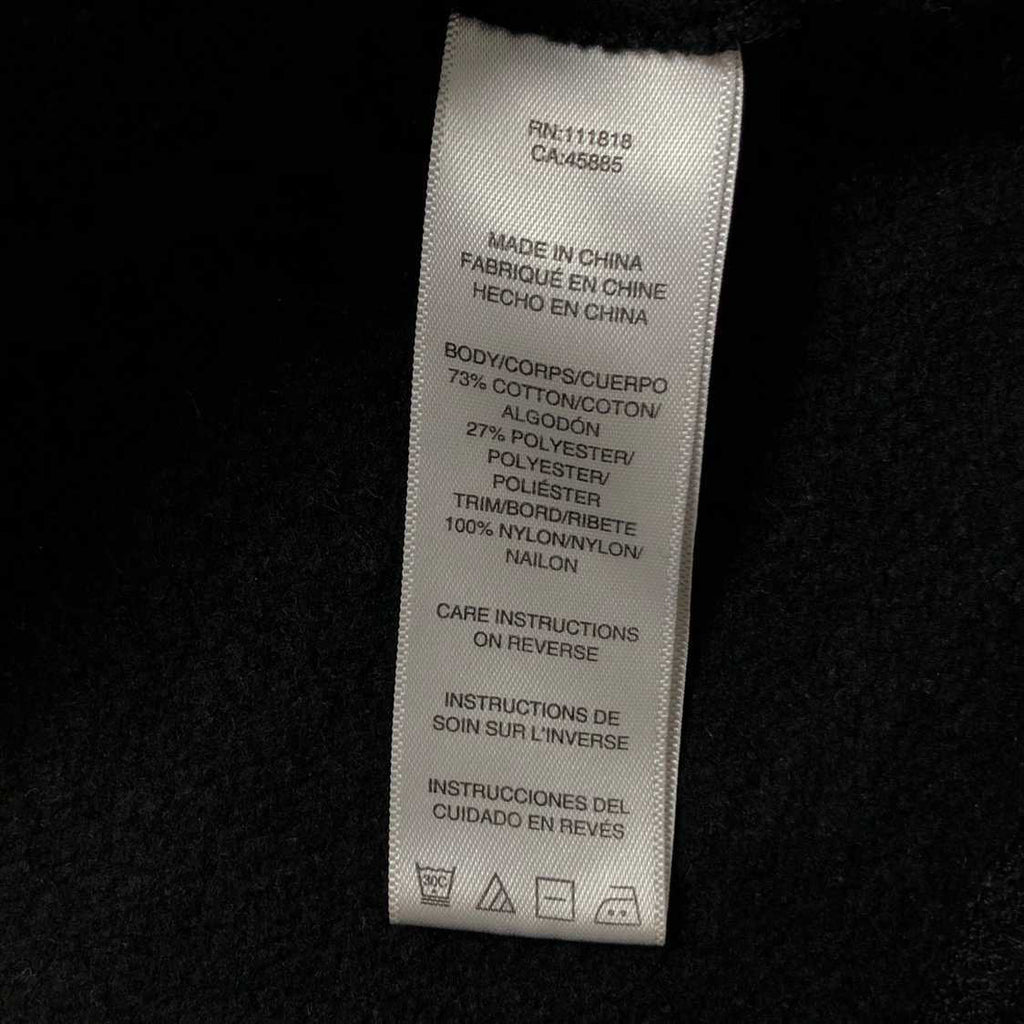 RN:111818
CA:45885
MADE IN CHINA
FABRIQUÉ EN CHINE
HECHO EN CHINA
BODY/CORPS/CUERPO
73% COTTON/COTON/
ALGODÓN
27% POLYESTER/
POLYESTER/
POLIÉSTER
TRIM/BORD/RIBETE
100% NYLON/NYLON/
NAILON
CARE INSTRUCTIONS
ON REVERSE
INSTRUCTIONS DE
SOIN SUR L'INVERSE
INSTRUCCIONES DEL
CUIDADO EN REVÉS
30C